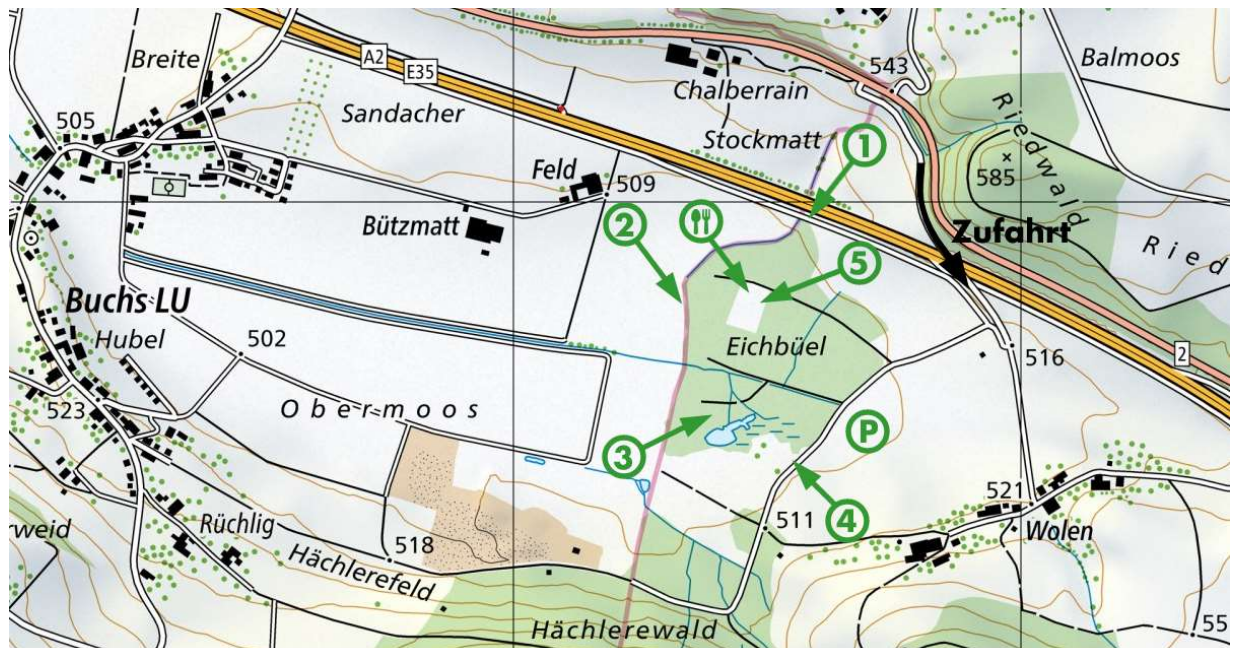 Breite
A2
E35
Sandacher
Chalberrain
543
Balmoos
505
Stockmatt
1
Riedwald
585
Feld
509
Bützmatt
2
5
Zufahrt
Ried
Buchs LU
Hubel
502
Eichbüel
516
2
523
Obermoos
3
P
4
521
Wolen
511
erweid
Rüchlig
518
Hächlerefeld
Hächlerewald
55